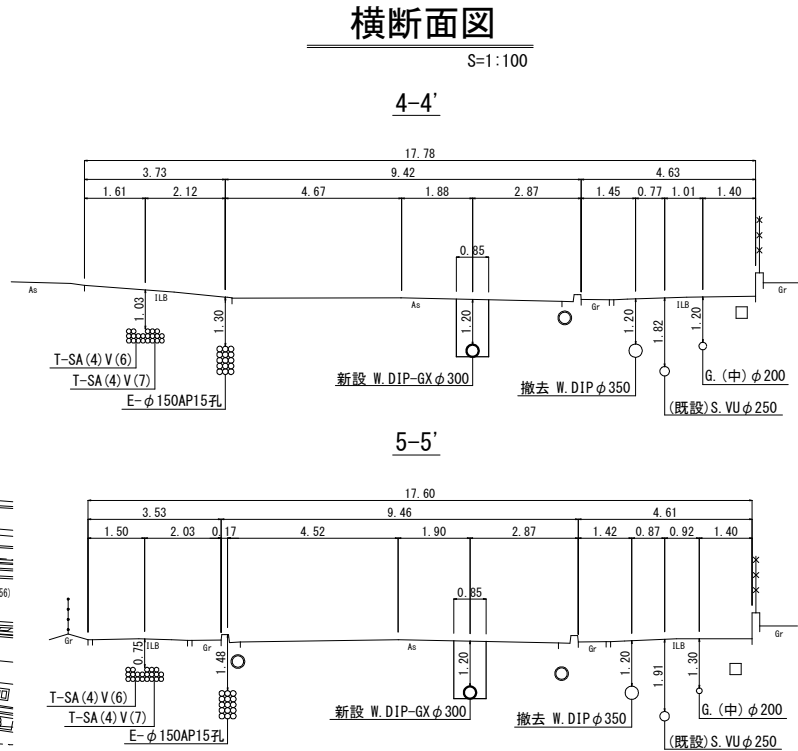 横断面図
S=1:100
4-4’
17.78
3.73 9.42 4.63
1.61 2.12 4.67 1.88 2.87 1.45 0.77 1.01 1.40
0.85
As ILB As Gr ILB Gr
1.03 1.30 1.20 1.20 1.82 1.20
T-SA(4)V(6)
T-SA(4)V(7)
E-φ150AP15孔
新設 W.DIP-GXφ300
撤去 W.DIPφ350
G.(中)φ200
(既設)S.VUφ250
5-5’
17.60
3.53 9.46 4.61
1.50 2.03 0.17 4.52 1.90 2.87 1.42 0.87 0.92 1.40
0.85
56)
Gr ILB Gr As Gr ILB Gr
0.75 1.48 1.20 1.20 1.91 1.30
T-SA(4)V(6)
T-SA(4)V(7)
E-φ150AP15孔
新設 W.DIP-GXφ300
撤去 W.DIPφ350
G.(中)φ200
(既設)S.VUφ250